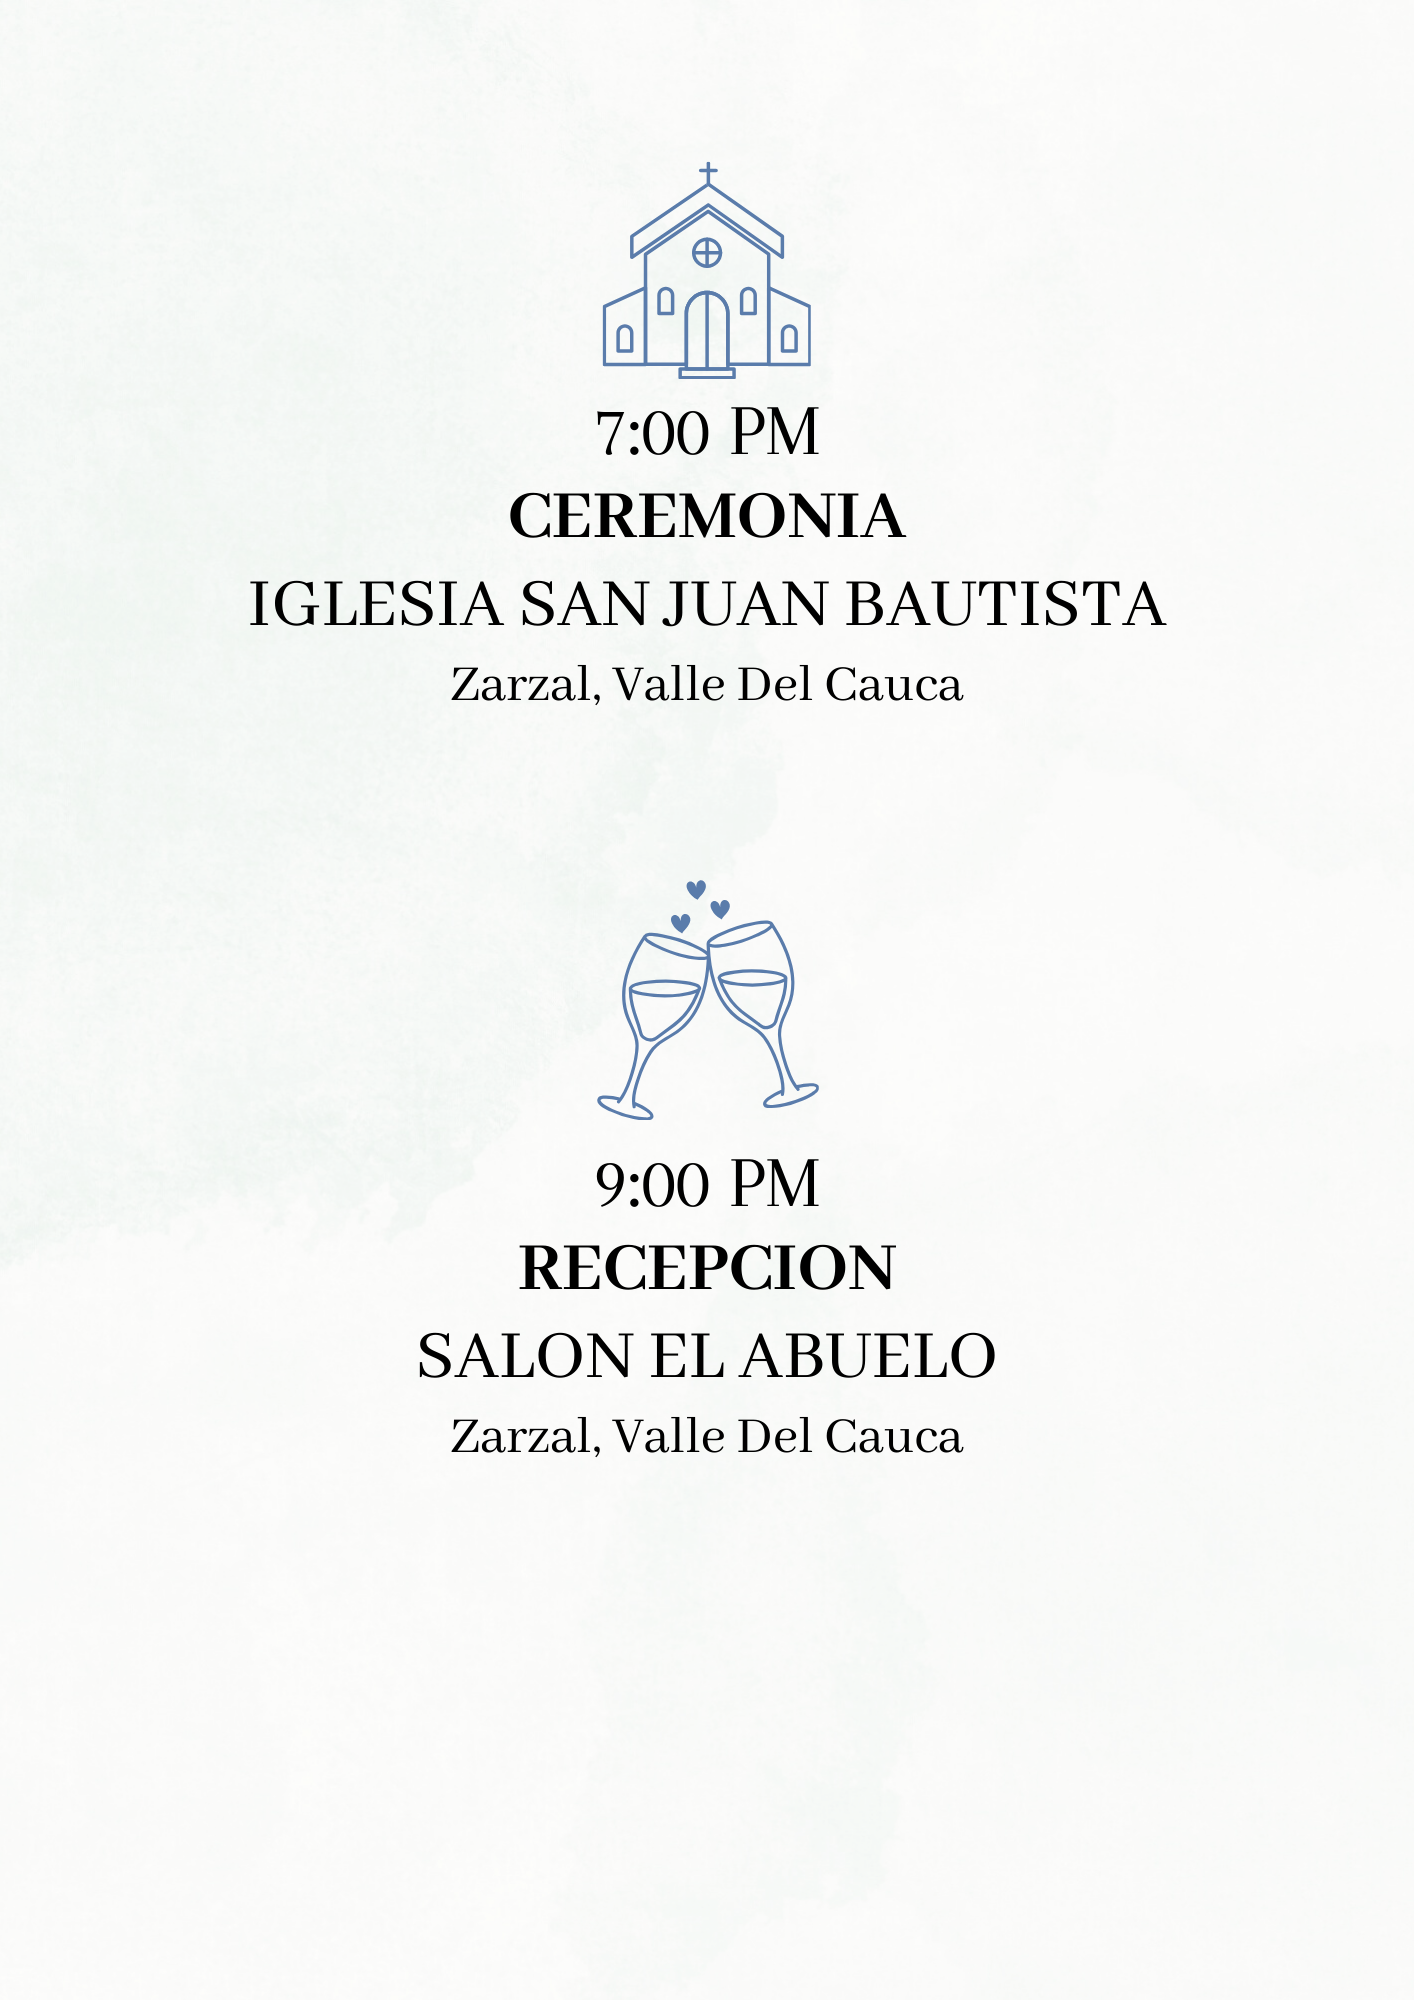 7:00 PM
CEREMONIA
IGLESIA SAN JUAN BAUTISTA
Zarzal, Valle Del Cauca
9:00 PM
RECEPCION
SALON EL ABUELO
Zarzal, Valle Del Cauca